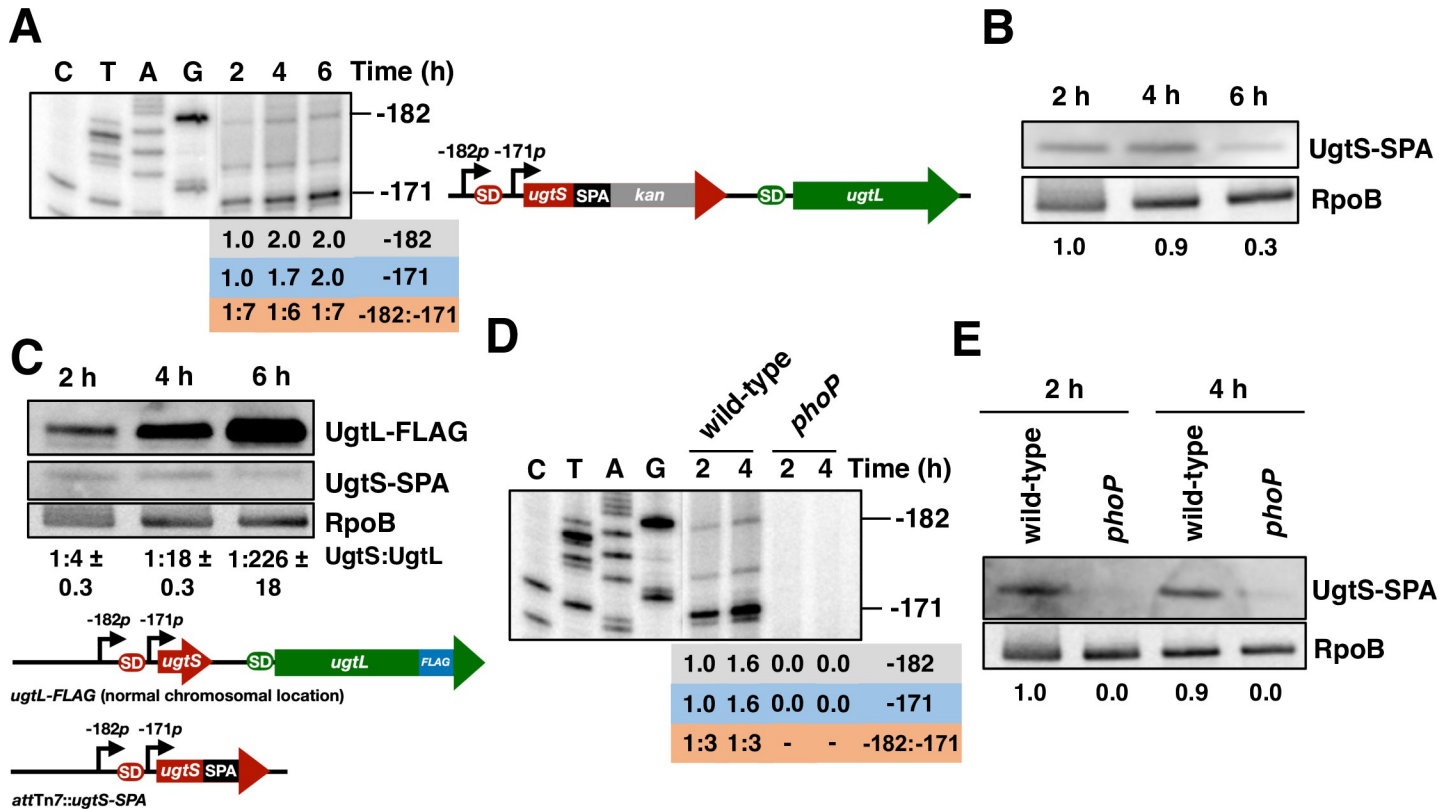 A
C T A G 2 4 6 Time (h)
-182
-171
1.0 2.0 2.0 -182
1.0 1.7 2.0 -171
1:7 1:6 1:7 -182:-171
-182p -171p
SD ugtS SPA kan SD ugtL
B
2 h 4 h 6 h
UgtS-SPA
RpoB
1.0 0.9 0.3
C
2 h 4 h 6 h
UgtL-FLAG
UgtS-SPA
RpoB
1:4 ± 1:18 ± 1:226 ± UgtS:UgtL
0.3 0.3 18
-182p -171p
SD ugtS SD ugtL FLAG
ugtL-FLAG (normal chromosomal location)
-182p -171p
SD ugtS SPA
attTn7::ugtS-SPA
D
wild-type phoP
C T A G 2 4 2 4 Time (h)
-182
-171
1.0 1.6 0.0 0.0 -182
1.0 1.6 0.0 0.0 -171
1:3 1:3 - - -182:-171
E
2 h 4 h
wild-type phoP wild-type phoP
UgtS-SPA
RpoB
1.0 0.0 0.9 0.0